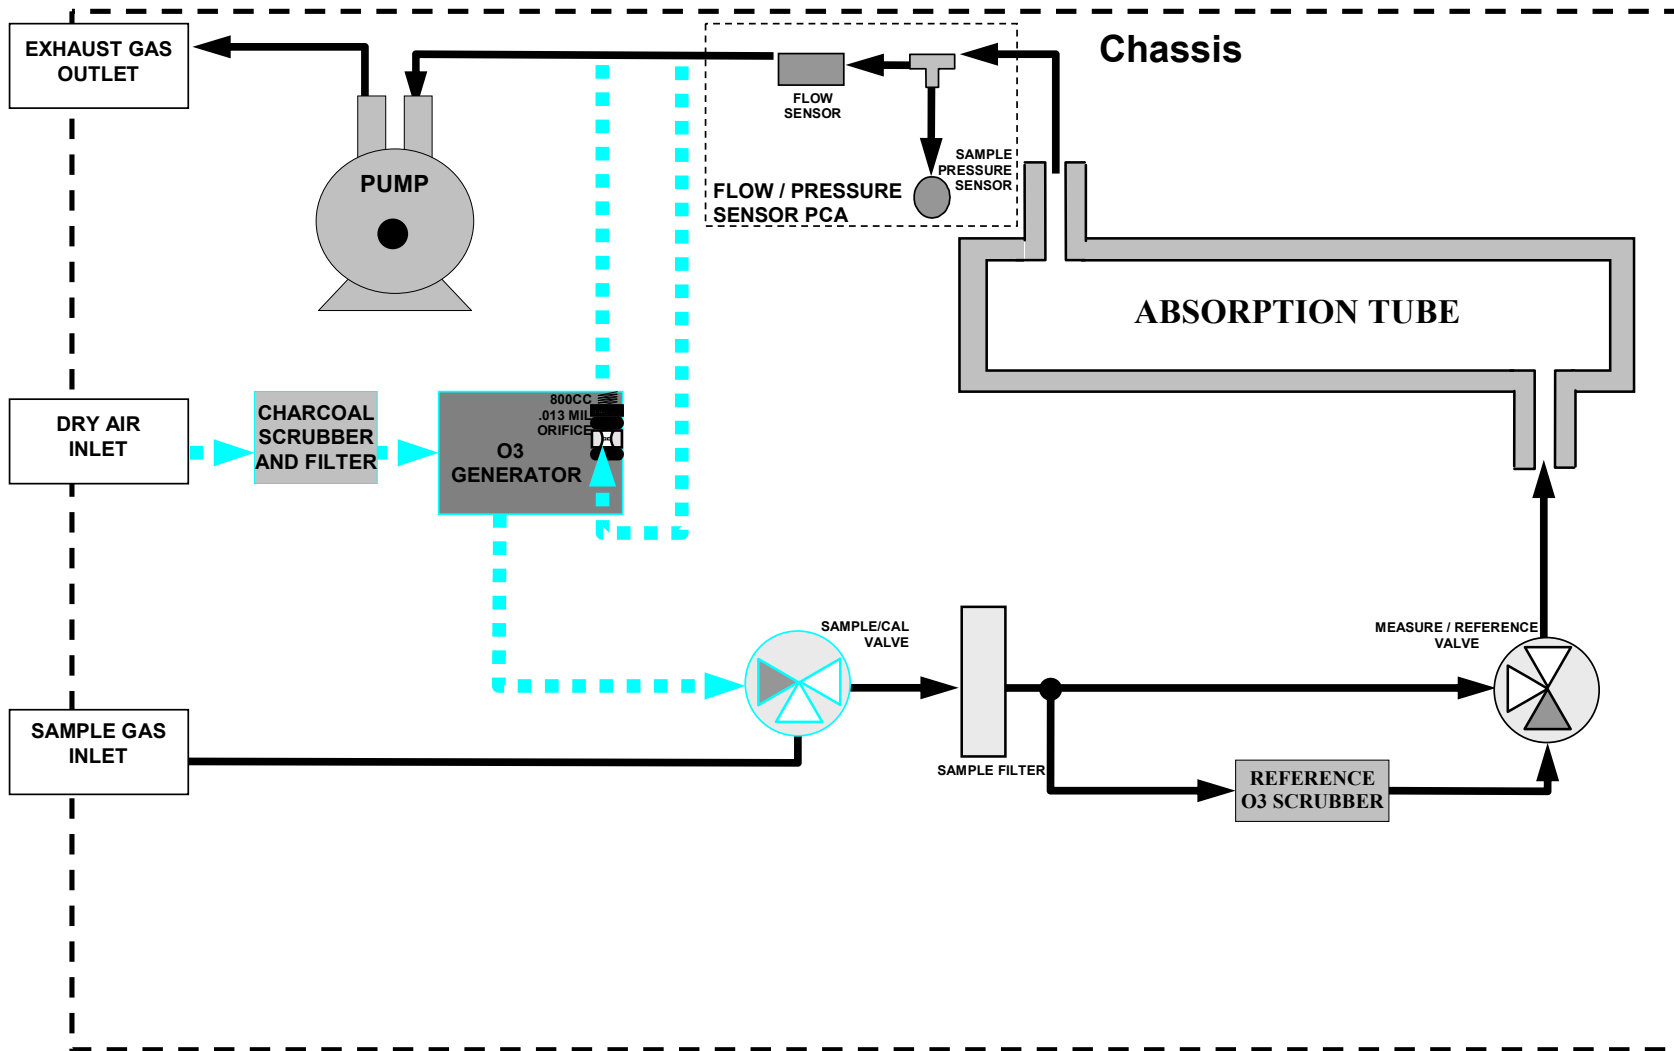 EXHAUST GAS
OUTLET
Chassis
FLOW
SENSOR
SAMPLE
PRESSURE
SENSOR
FLOW / PRESSURE
SENSOR PCA
PUMP
ABSORPTION TUBE
DRY AIR
INLET
CHARCOAL
SCRUBBER
AND FILTER
800CC
.013 MIL
ORIFICE
O3
GENERATOR
SAMPLE/CAL
VALVE
MEASURE / REFERENCE
VALVE
SAMPLE GAS
INLET
SAMPLE FILTER
REFERENCE
O3 SCRUBBER